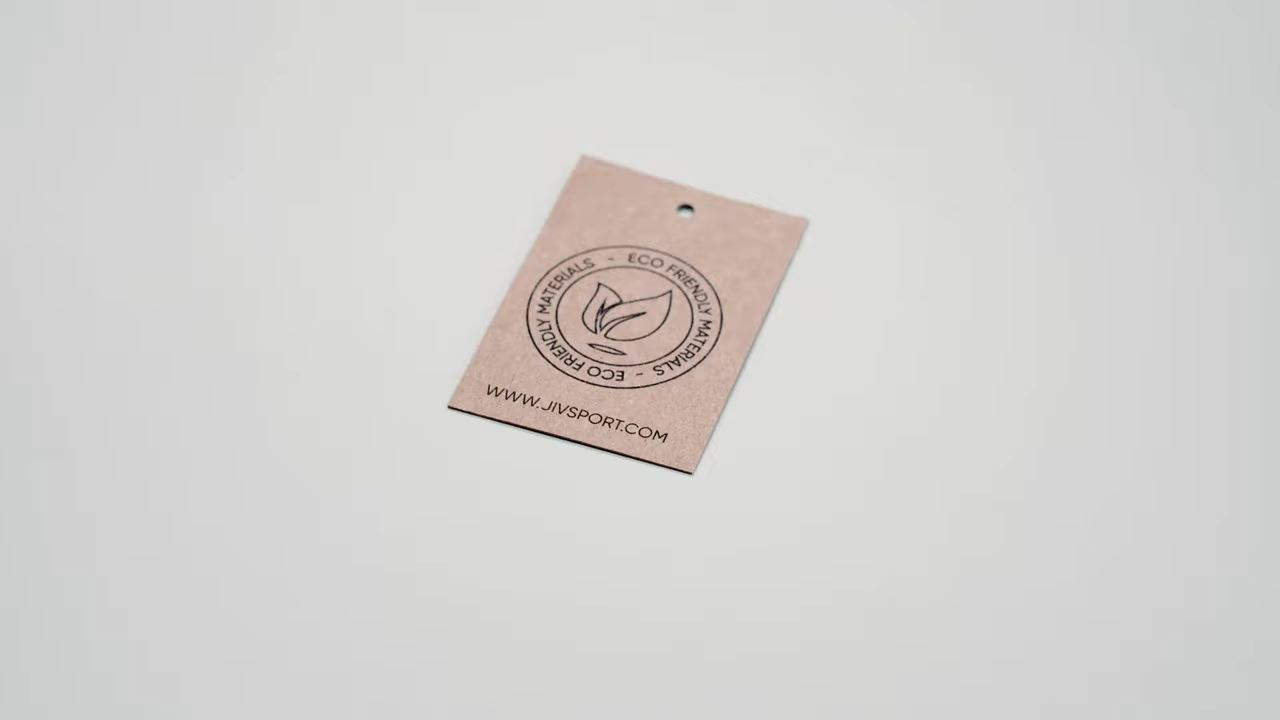 ECO FRIENDLY MATERIALS - ECO FRIENDLY MATERIALS -
WWW.JIVSPORT.COM